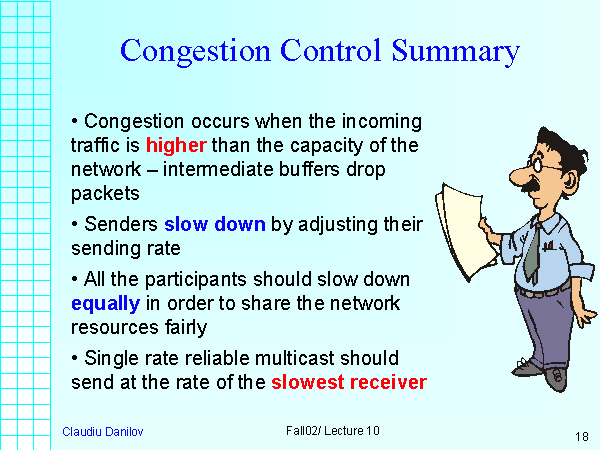 Congestion Control Summary
• Congestion occurs when the incoming
traffic is higher than the capacity of the
network – intermediate buffers drop
packets
• Senders slow down by adjusting their
sending rate
• All the participants should slow down
equally in order to share the network
resources fairly
• Single rate reliable multicast should
send at the rate of the slowest receiver
Claudiu Danilov
Fall02/ Lecture 10
18